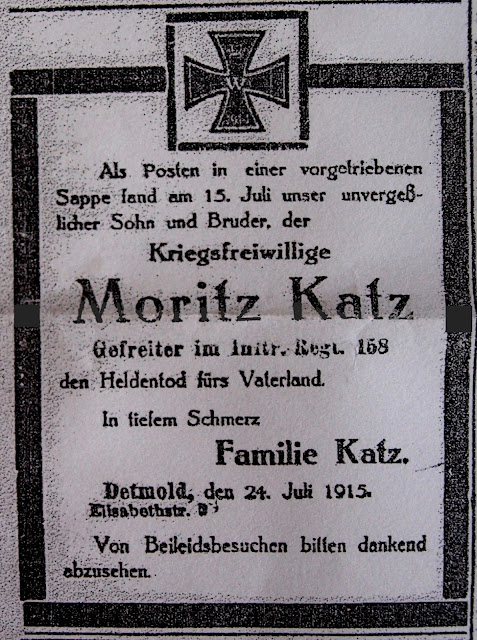 W
1914
Als Posten in einer vorgetriebenen
Sappe fand am 15. Juli unser unvergeß-
licher Sohn und Bruder, der
Kriegsfreiwillige
Moritz Katz
Gefreiter im Inftr. Regt. 158
den Heldentod fürs Vaterland.
In tiefem Schmerz
Familie Katz.
Detmold, den 24. Juli 1915.
Elisabethstr.
Von Beileidsbesuchen bitten dankend
abzusehen.